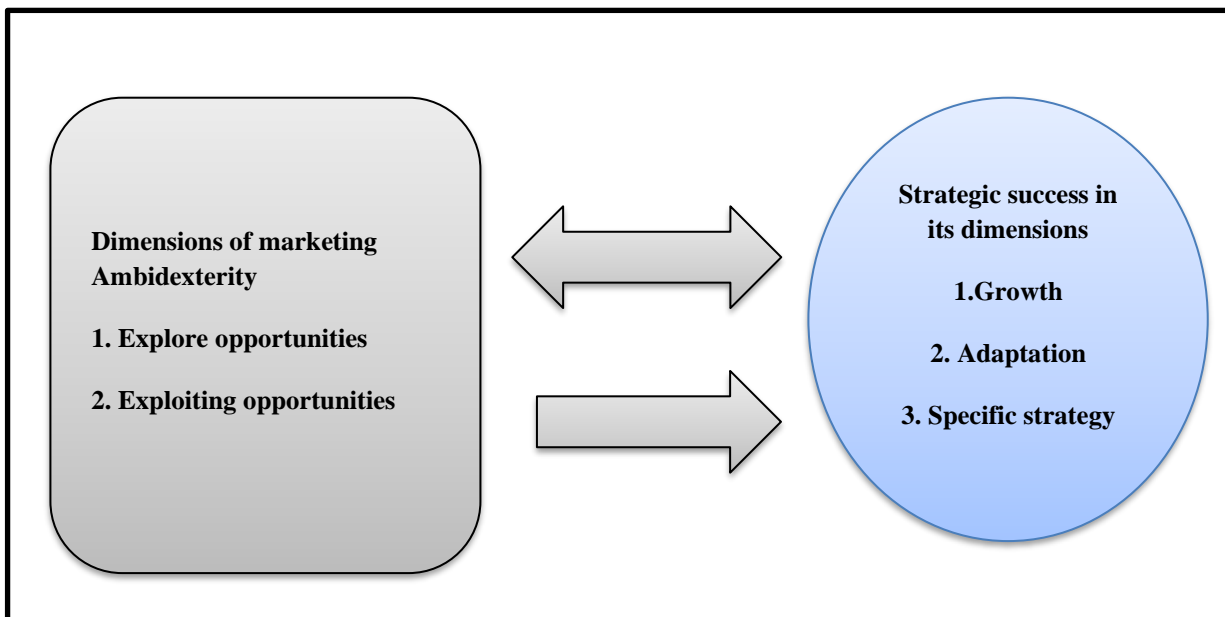 Dimensions of marketing
Ambidexterity
1. Explore opportunities
2. Exploiting opportunities
Strategic success in
its dimensions
1.Growth
2. Adaptation
3. Specific strategy